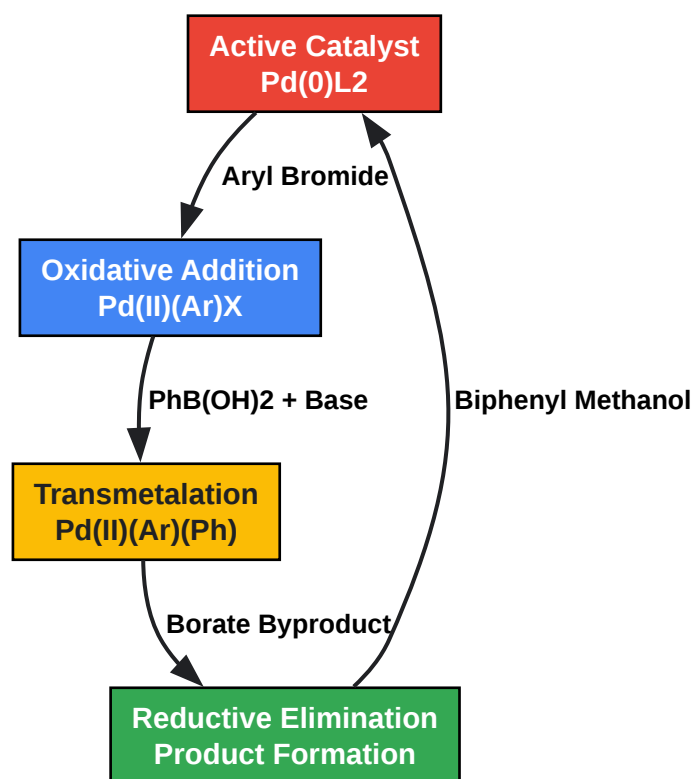 Active Catalyst
Pd(0)L2
Aryl Bromide
Oxidative Addition
Pd(II)(Ar)X
PhB(OH)2 + Base
Biphenyl Methanol
Transmetalation
Pd(II)(Ar)(Ph)
Borate Byproduct
Reductive Elimination
Product Formation